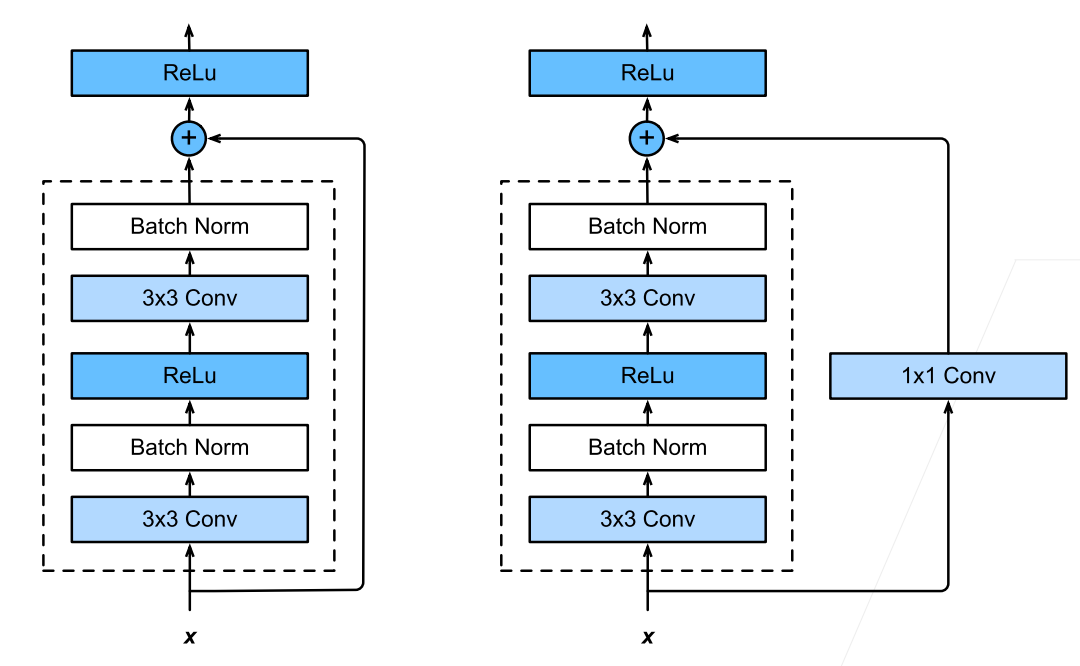 ReLu
+
Batch Norm
3x3 Conv
ReLu
Batch Norm
3x3 Conv
x
ReLu
+
Batch Norm
3x3 Conv
ReLu
Batch Norm
3x3 Conv
1x1 Conv
x